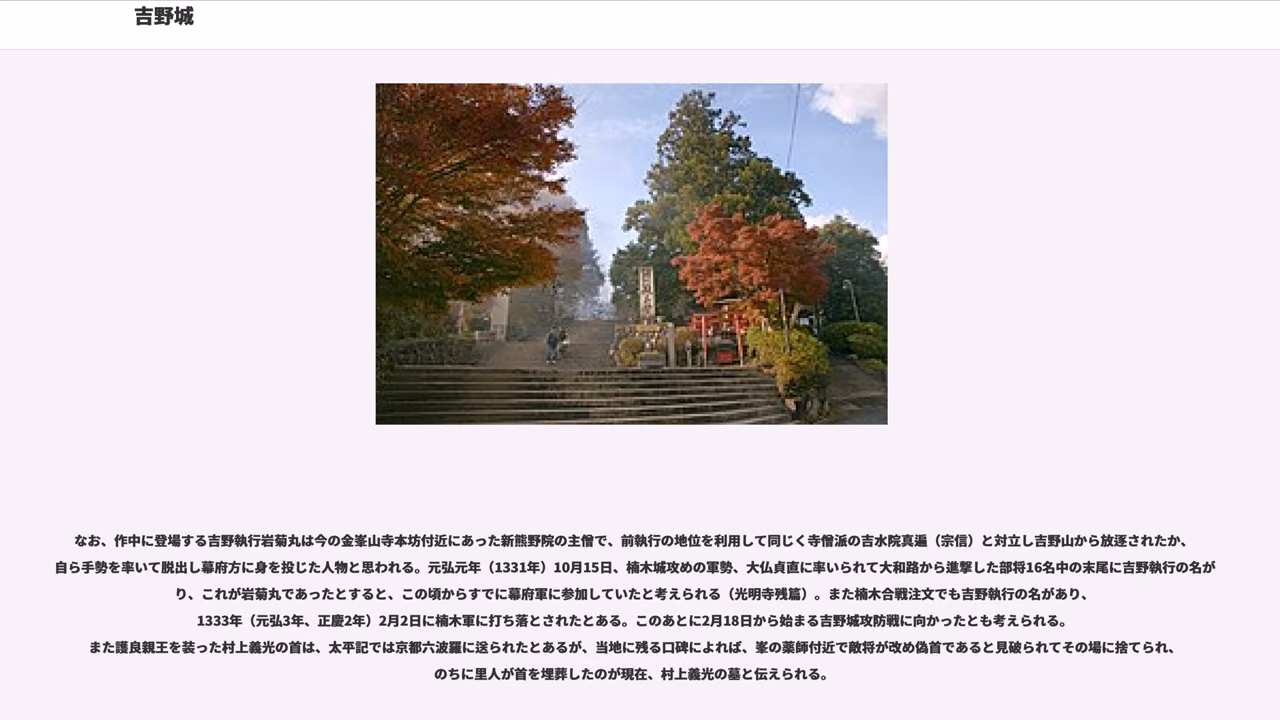 吉野城
なお、作中に登場する吉野執行岩菊丸は今の金峯山寺本坊付近にあった新熊野院の主僧で、前執行の地位を利用して同じく寺僧派の吉水院真遍（宗信）と対立し吉野山から放逐されたか、
自ら手勢を率いて脱出し幕府方に身を投じた人物と思われる。元弘元年（1331年）10月15日、楠木城攻めの軍勢、大仏貞直に率いられて大和路から進撃した部将16名中の末尾に吉野執行の名が
り、これが岩菊丸であったとすると、この頃からすでに幕府軍に参加していたと考えられる（光明寺残篇）。また楠木合戦注文でも吉野執行の名があり、
1333年（元弘3年、正慶2年）2月2日に楠木軍に打ち落とされたとある。このあとに2月18日から始まる吉野城攻防戦に向かったとも考えられる。
また護良親王を装った村上義光の首は、太平記では京都六波羅に送られたとあるが、当地に残る口碑によれば、峯の薬師付近で敵将が改め偽首であると見破られてその場に捨てられ、
のちに里人が首を埋葬したのが現在、村上義光の墓と伝えられる。